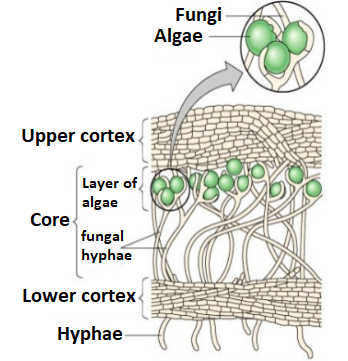 Fungi
Algae
Upper cortex
Layer of
algae
Core
fungal
hyphae
Lower cortex
Hyphae